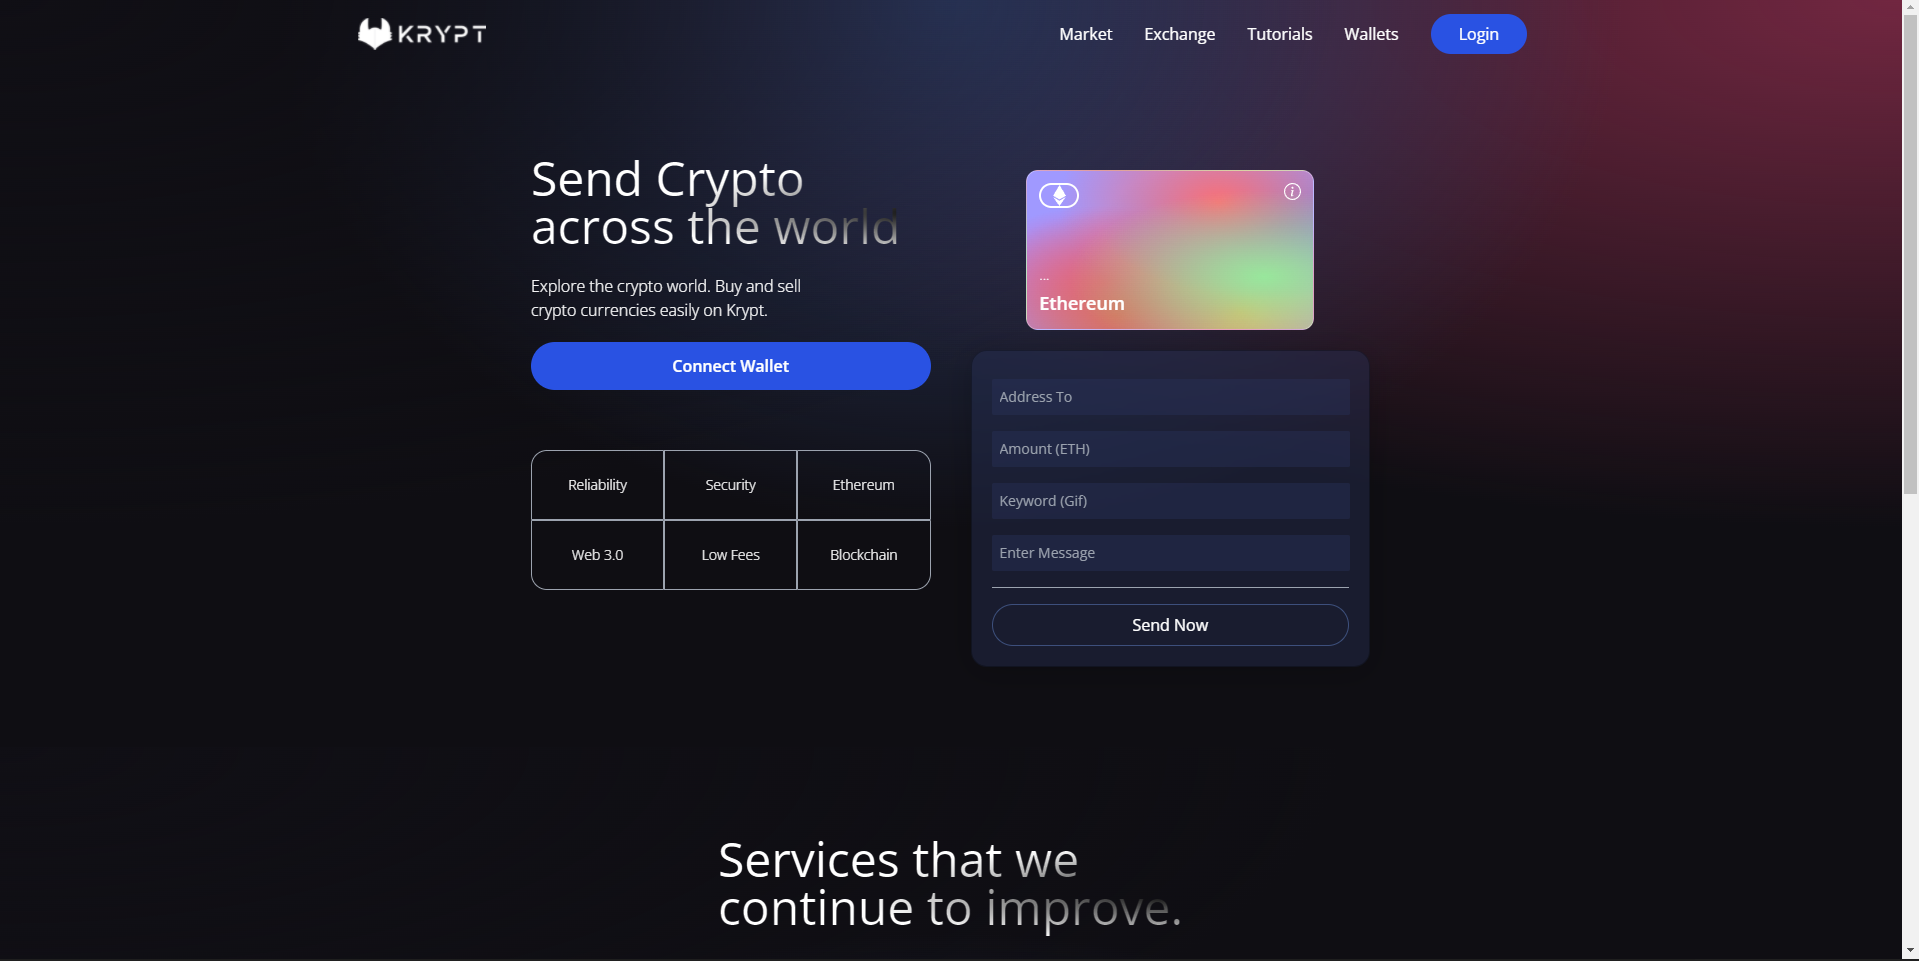 KRYPT
Market
Exchange
Tutorials
Wallets
Login
Send Crypto
across the world
Explore the crypto world. Buy and sell
crypto currencies easily on Krypt.
Connect Wallet
Reliability
Security
Ethereum
Web 3.0
Low Fees
Blockchain
...
Ethereum
Address To
Amount (ETH)
Keyword (Gif)
Enter Message
Send Now
Services that we
continue to improve.